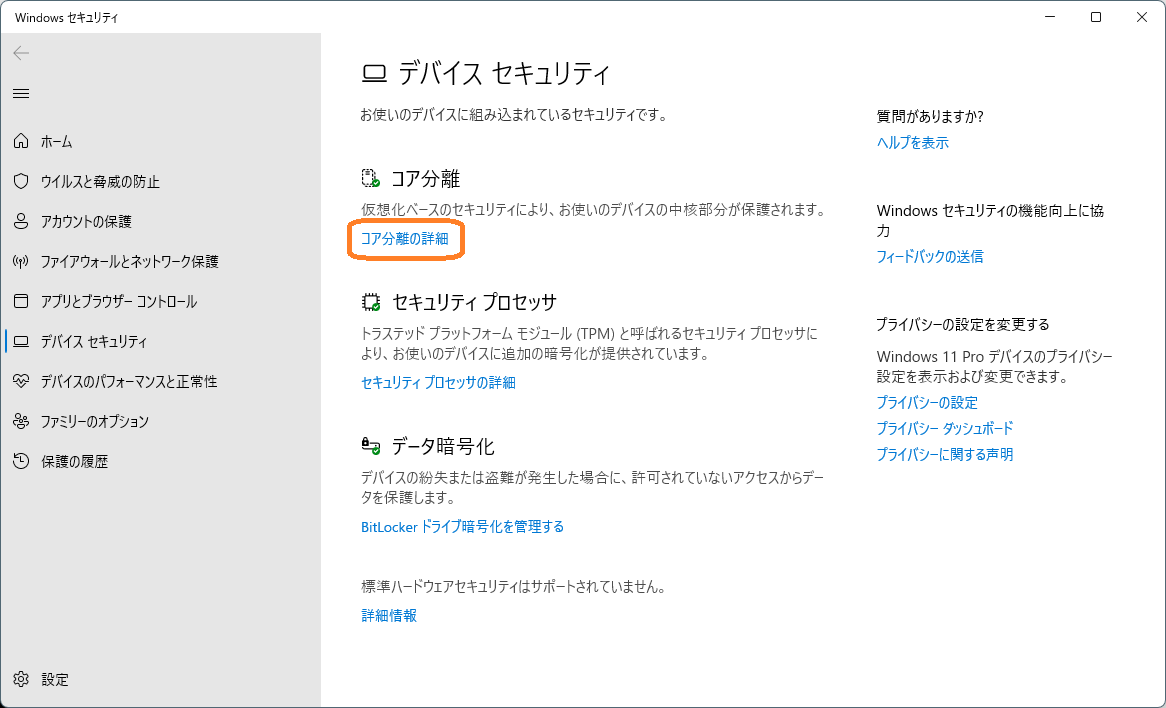 Windows セキュリティ
ホーム
ウイルスと脅威の防止
アカウントの保護
ファイアウォールとネットワーク保護
アプリとブラウザー コントロール
デバイス セキュリティ
デバイスのパフォーマンスと正常性
ファミリーのオプション
保護の履歴
設定
デバイス セキュリティ
お使いのデバイスに組み込まれているセキュリティです。
コア分離
仮想化ベースのセキュリティにより、お使いのデバイスの中核部分が保護されます。
コア分離の詳細
セキュリティ プロセッサ
トラステッド プラットフォーム モジュール (TPM) と呼ばれるセキュリティ プロセッサに
より、お使いのデバイスに追加の暗号化が提供されています。
セキュリティ プロセッサの詳細
データ暗号化
デバイスの紛失または盗難が発生した場合に、許可されていないアクセスからデー
タを保護します。
BitLocker ドライブ暗号化を管理する
標準ハードウェアセキュリティはサポートされていません。
詳細情報
質問がありますか?
ヘルプを表示
Windows セキュリティの機能向上に協
力
フィードバックの送信
プライバシーの設定を変更する
Windows 11 Pro デバイスのプライバシー
設定を表示および変更できます。
プライバシーの設定
プライバシー ダッシュボード
プライバシーに関する声明